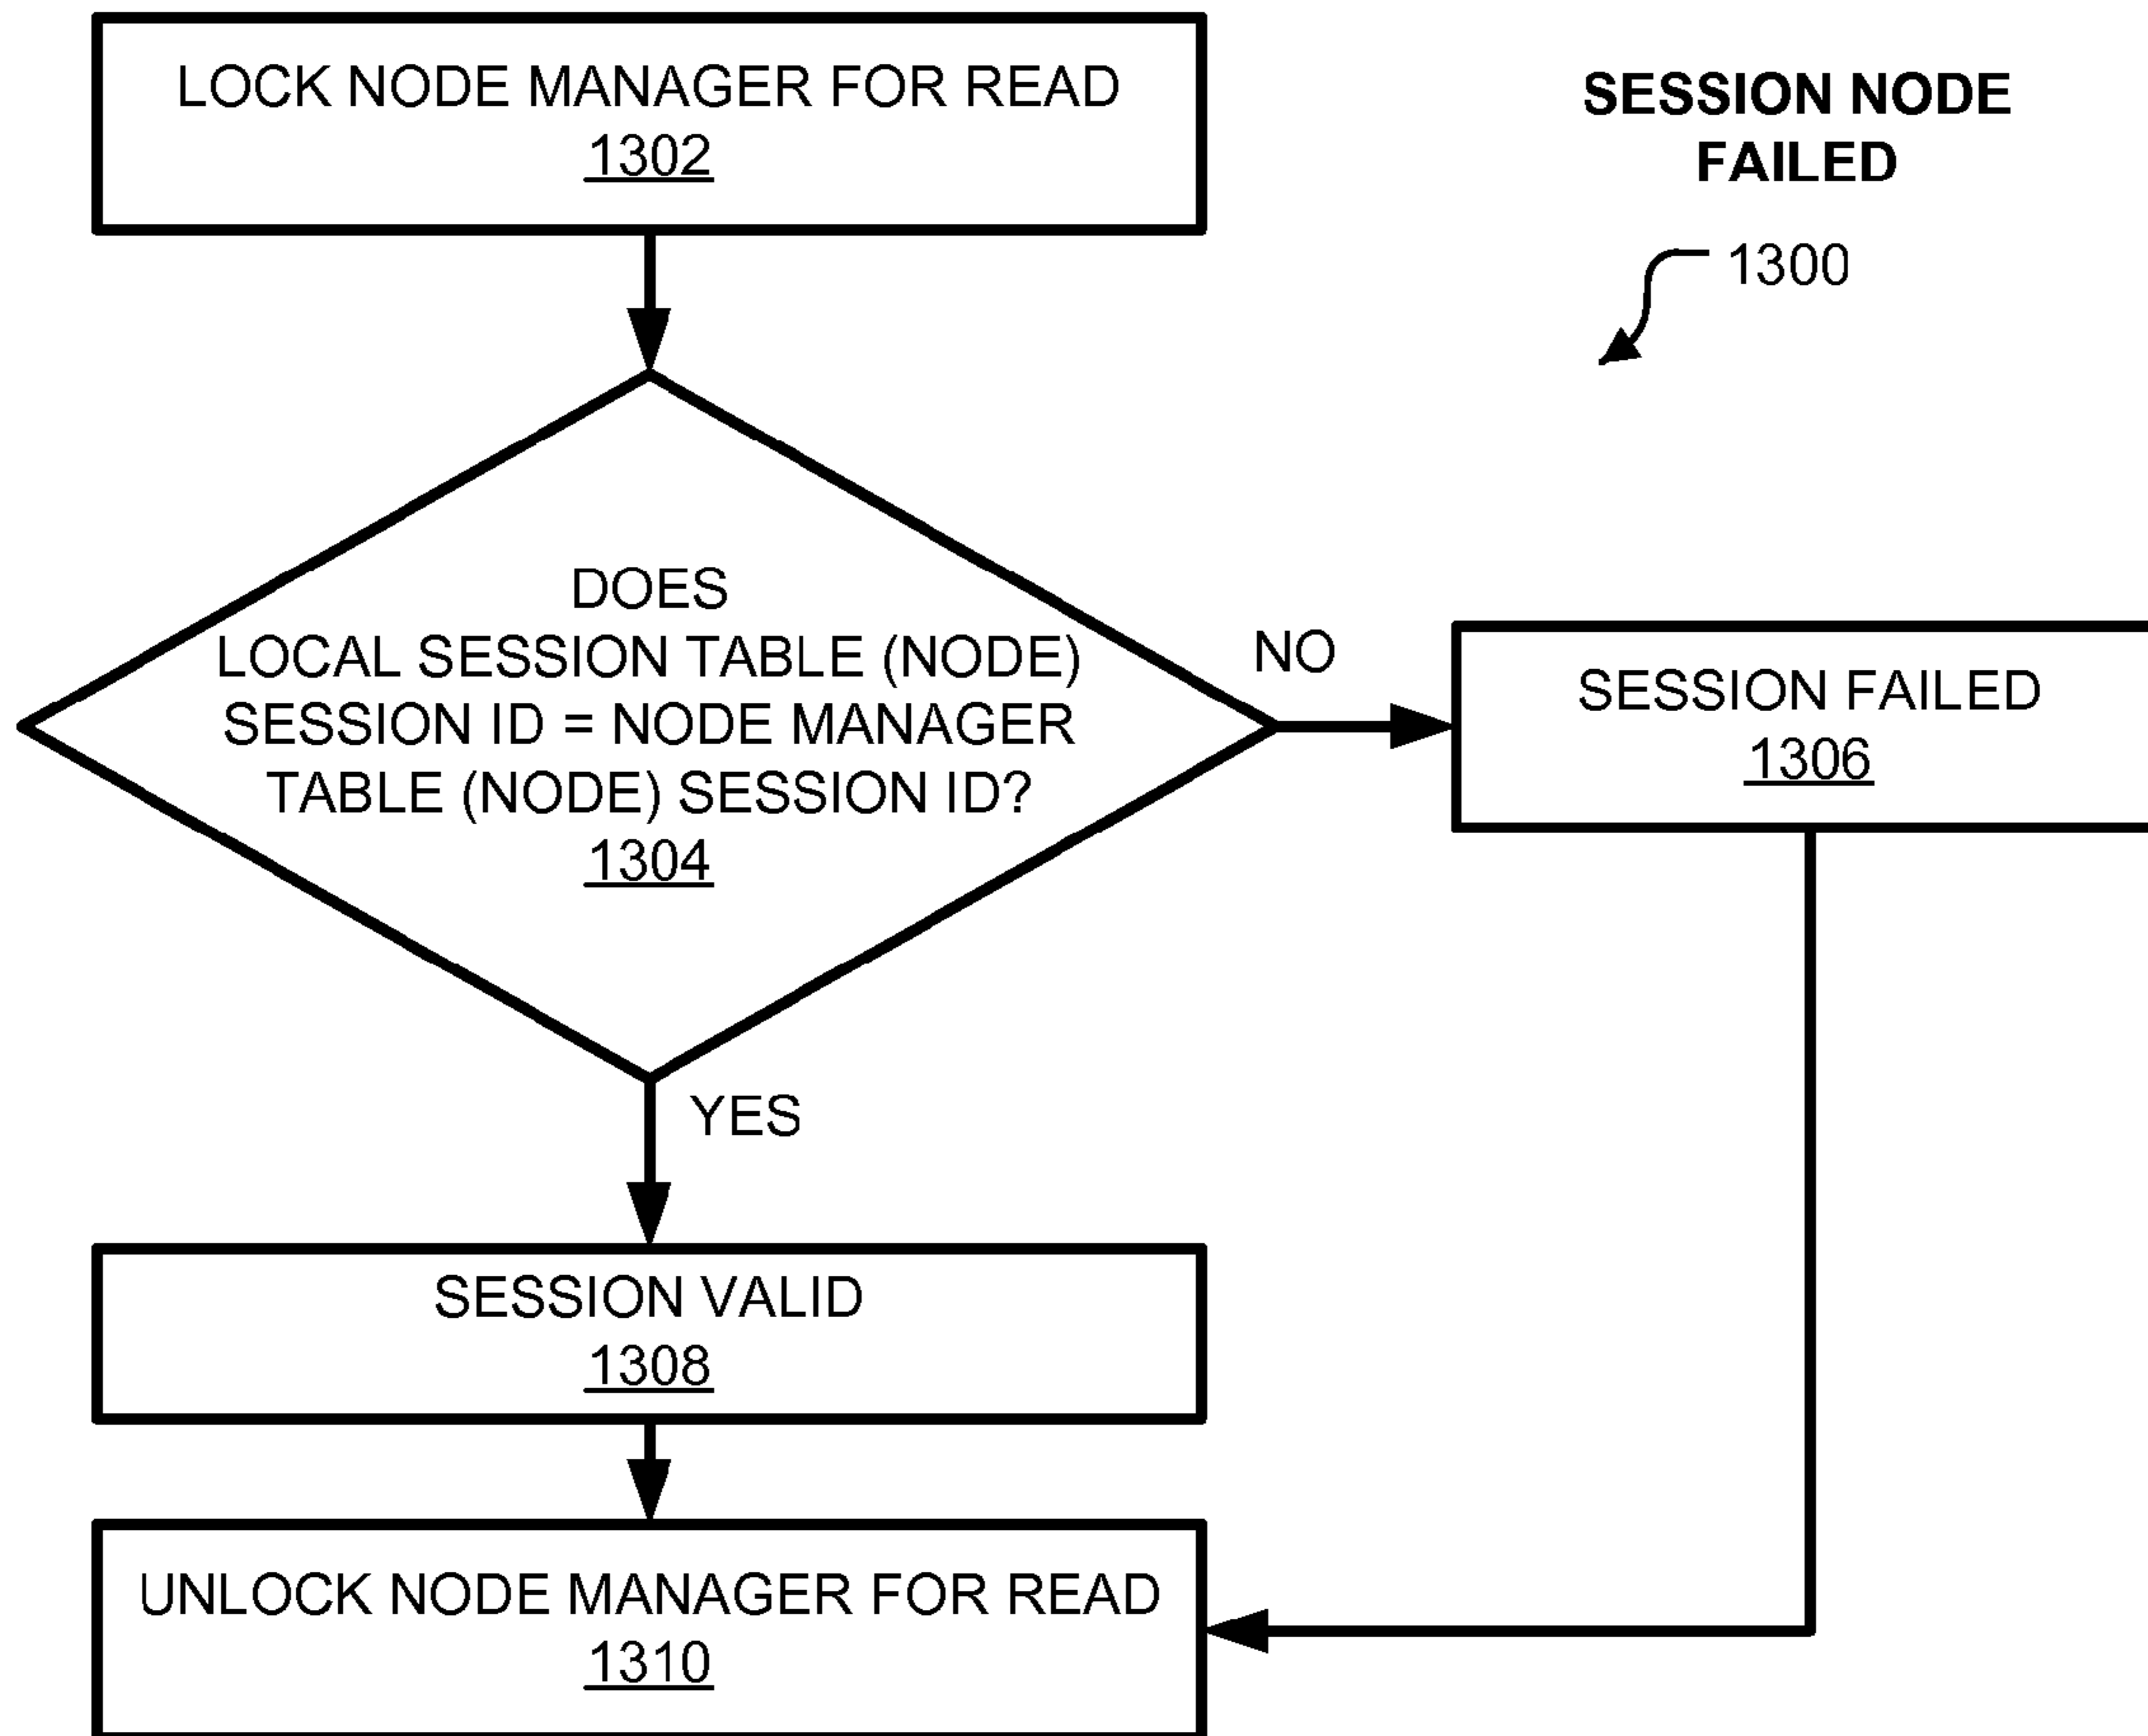 LOCK NODE MANAGER FOR READ
1302
SESSION NODE
FAILED
1300
DOES
LOCAL SESSION TABLE (NODE)
SESSION ID = NODE MANAGER
TABLE (NODE) SESSION ID?
1304
NO
SESSION FAILED
1306
YES
SESSION VALID
1308
UNLOCK NODE MANAGER FOR READ
1310